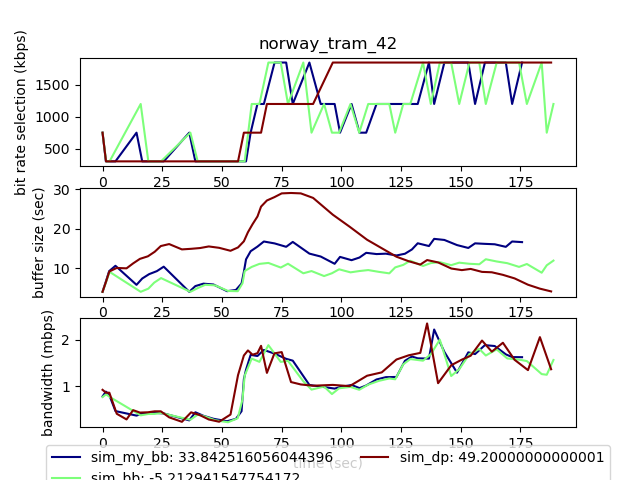 norway_tram_42
bit rate selection (kbps)
1500
1000
500
0 25 50 75 100 125 150 175
buffer size (sec)
30
20
10
0 25 50 75 100 125 150 175
bandwidth (mbps)
2
1
0 25 50 75 100 125 150 175
time (sec)
sim_my_bb: 33.842516056044396
sim_dp: 49.20000000000001
sim_bb: -5.212941547754172